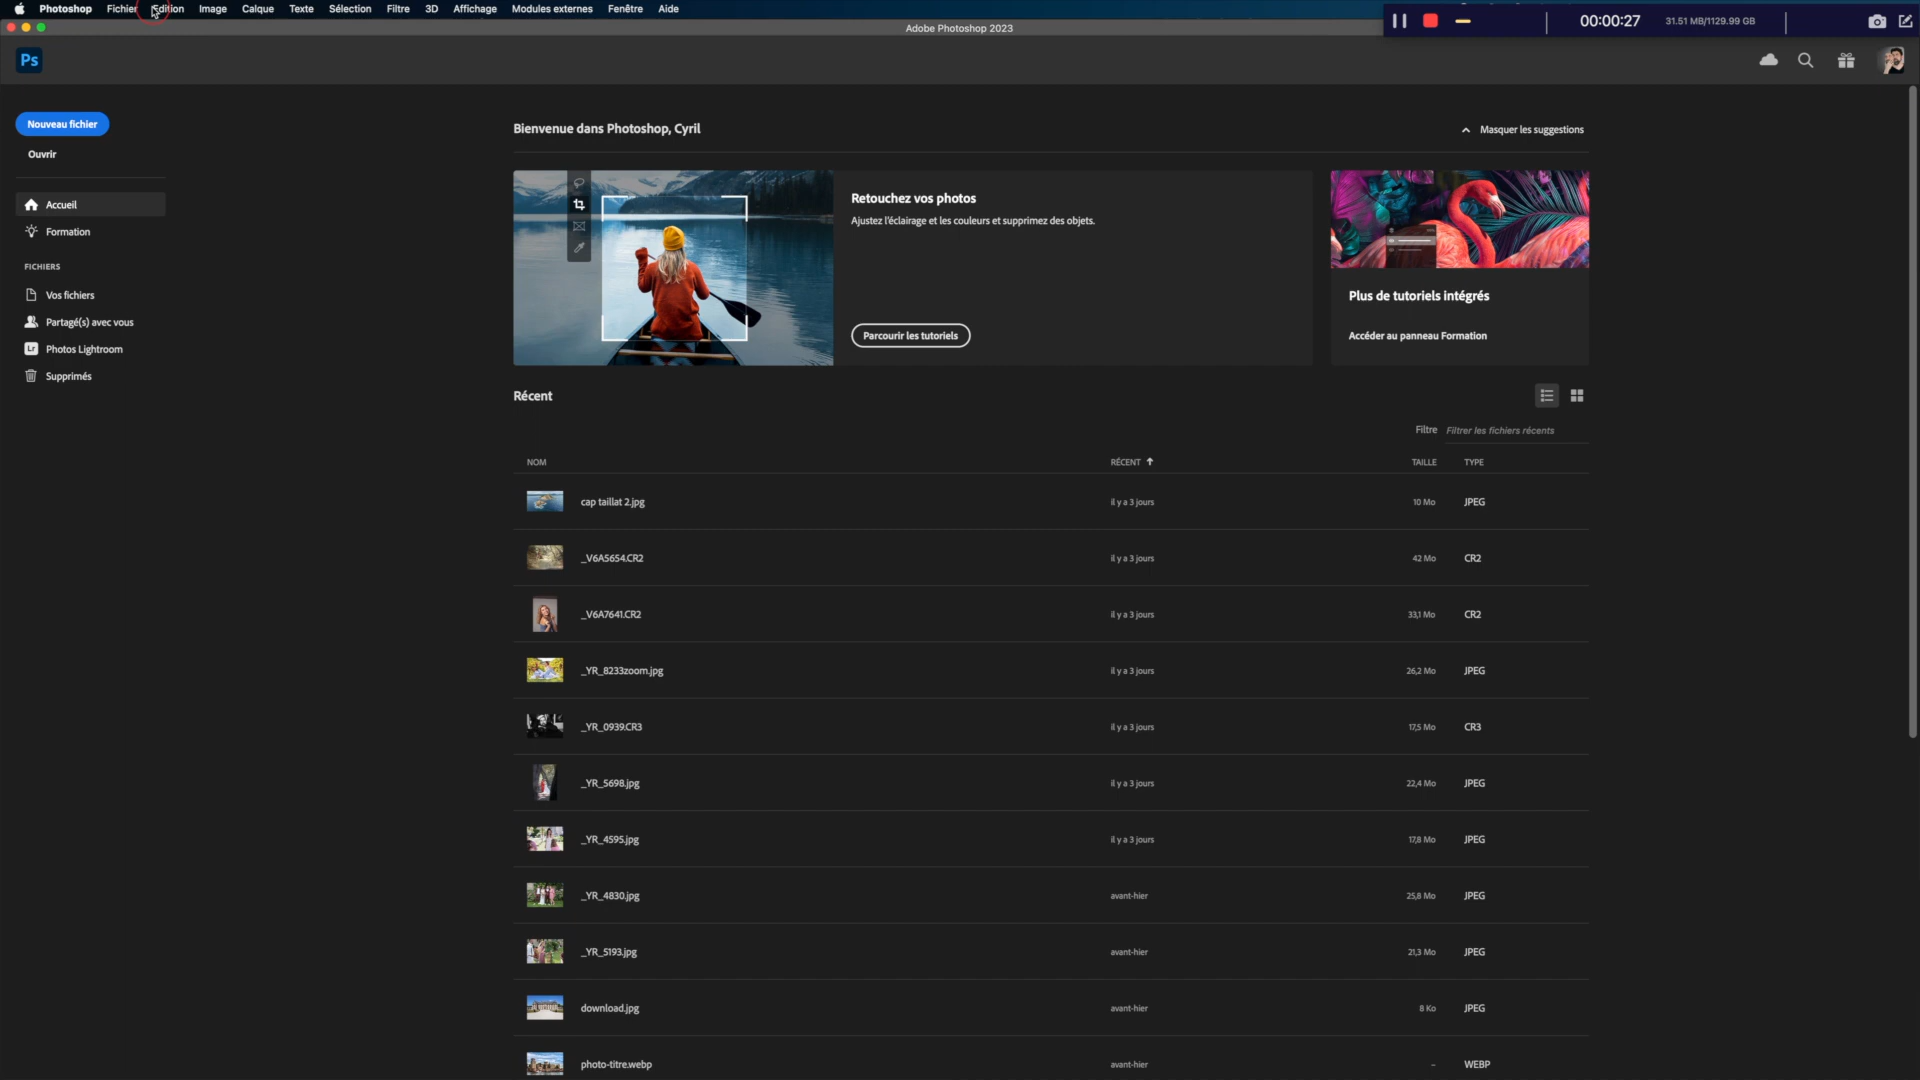 Photoshop Fichier Édition Image Calque Texte Sélection Filtre 3D Affichage Modules externes Fenêtre Aide
Adobe Photoshop 2023
00:00:27 31.51 MB/1129.99 GB
Ps
Nouveau fichier
Ouvrir
Accueil
Formation
FICHIERS
Vos fichiers
Partagé(s) avec vous
Lr Photos Lightroom
Supprimés
Bienvenue dans Photoshop, Cyril
Masquer les suggestions
Retouchez vos photos
Ajustez l'éclairage et les couleurs et supprimez des objets.
Parcourir les tutoriels
Plus de tutoriels intégrés
Accéder au panneau Formation
Récent
Filtre Filtrer les fichiers récents
NOM RÉCENT TAILLE TYPE
cap taillat 2.jpg il y a 3 jours 10 Mo JPEG
_V6A5654.CR2 il y a 3 jours 42 Mo CR2
_V6A7641.CR2 il y a 3 jours 33,1 Mo CR2
_YR_8233zoom.jpg il y a 3 jours 26,2 Mo JPEG
_YR_0939.CR3 il y a 3 jours 17,5 Mo CR3
_YR_5698.jpg il y a 3 jours 22,4 Mo JPEG
_YR_4595.jpg il y a 3 jours 17,8 Mo JPEG
_YR_4830.jpg avant-hier 25,8 Mo JPEG
_YR_5193.jpg avant-hier 21,3 Mo JPEG
download.jpg avant-hier 8 Ko JPEG
photo-titre.webp avant-hier – WEBP